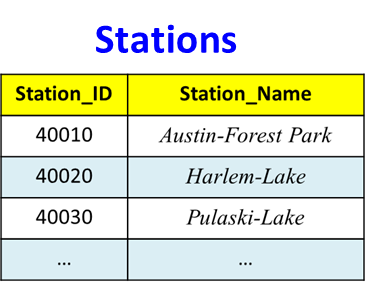 Stations
Station_ID Station_Name
40010 Austin-Forest Park
40020 Harlem-Lake
40030 Pulaski-Lake
... ...